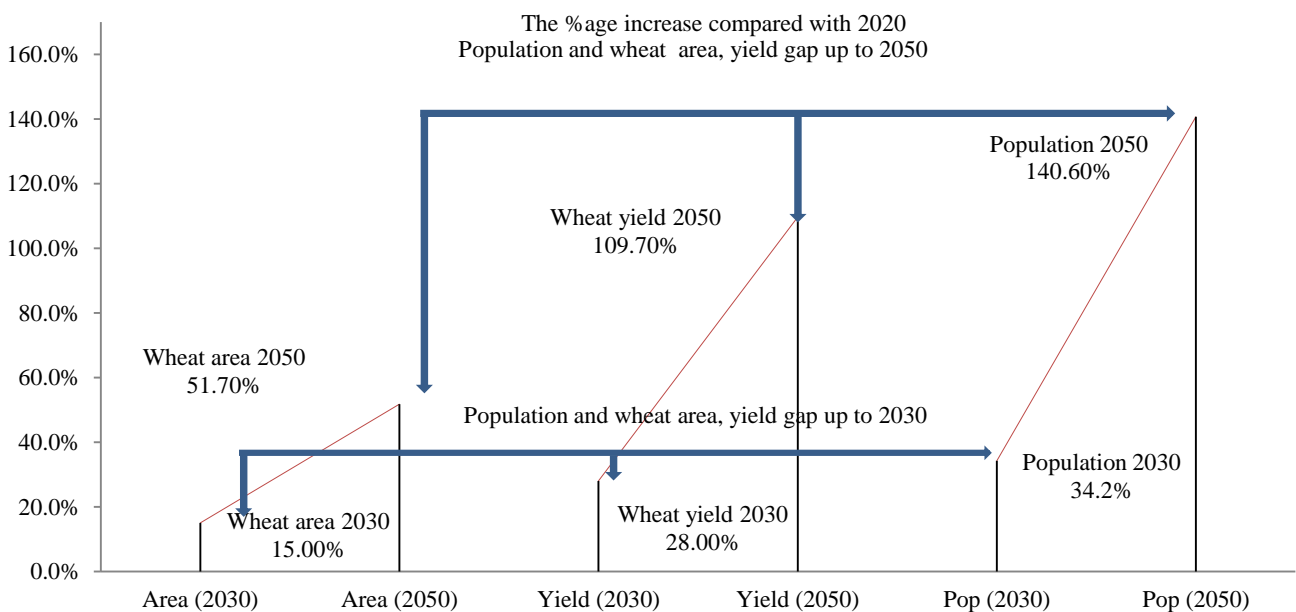 The %age increase compared with 2020
Population and wheat area, yield gap up to 2050
160.0%
140.0%
120.0%
100.0%
80.0%
60.0%
40.0%
20.0%
0.0%
Population 2050
140.60%
Wheat yield 2050
109.70%
Wheat area 2050
51.70%
Population and wheat area, yield gap up to 2030
Population 2030
34.2%
Wheat area 2030
15.00%
Wheat yield 2030
28.00%
Area (2030)
Area (2050)
Yield (2030)
Yield (2050)
Pop (2030)
Pop (2050)